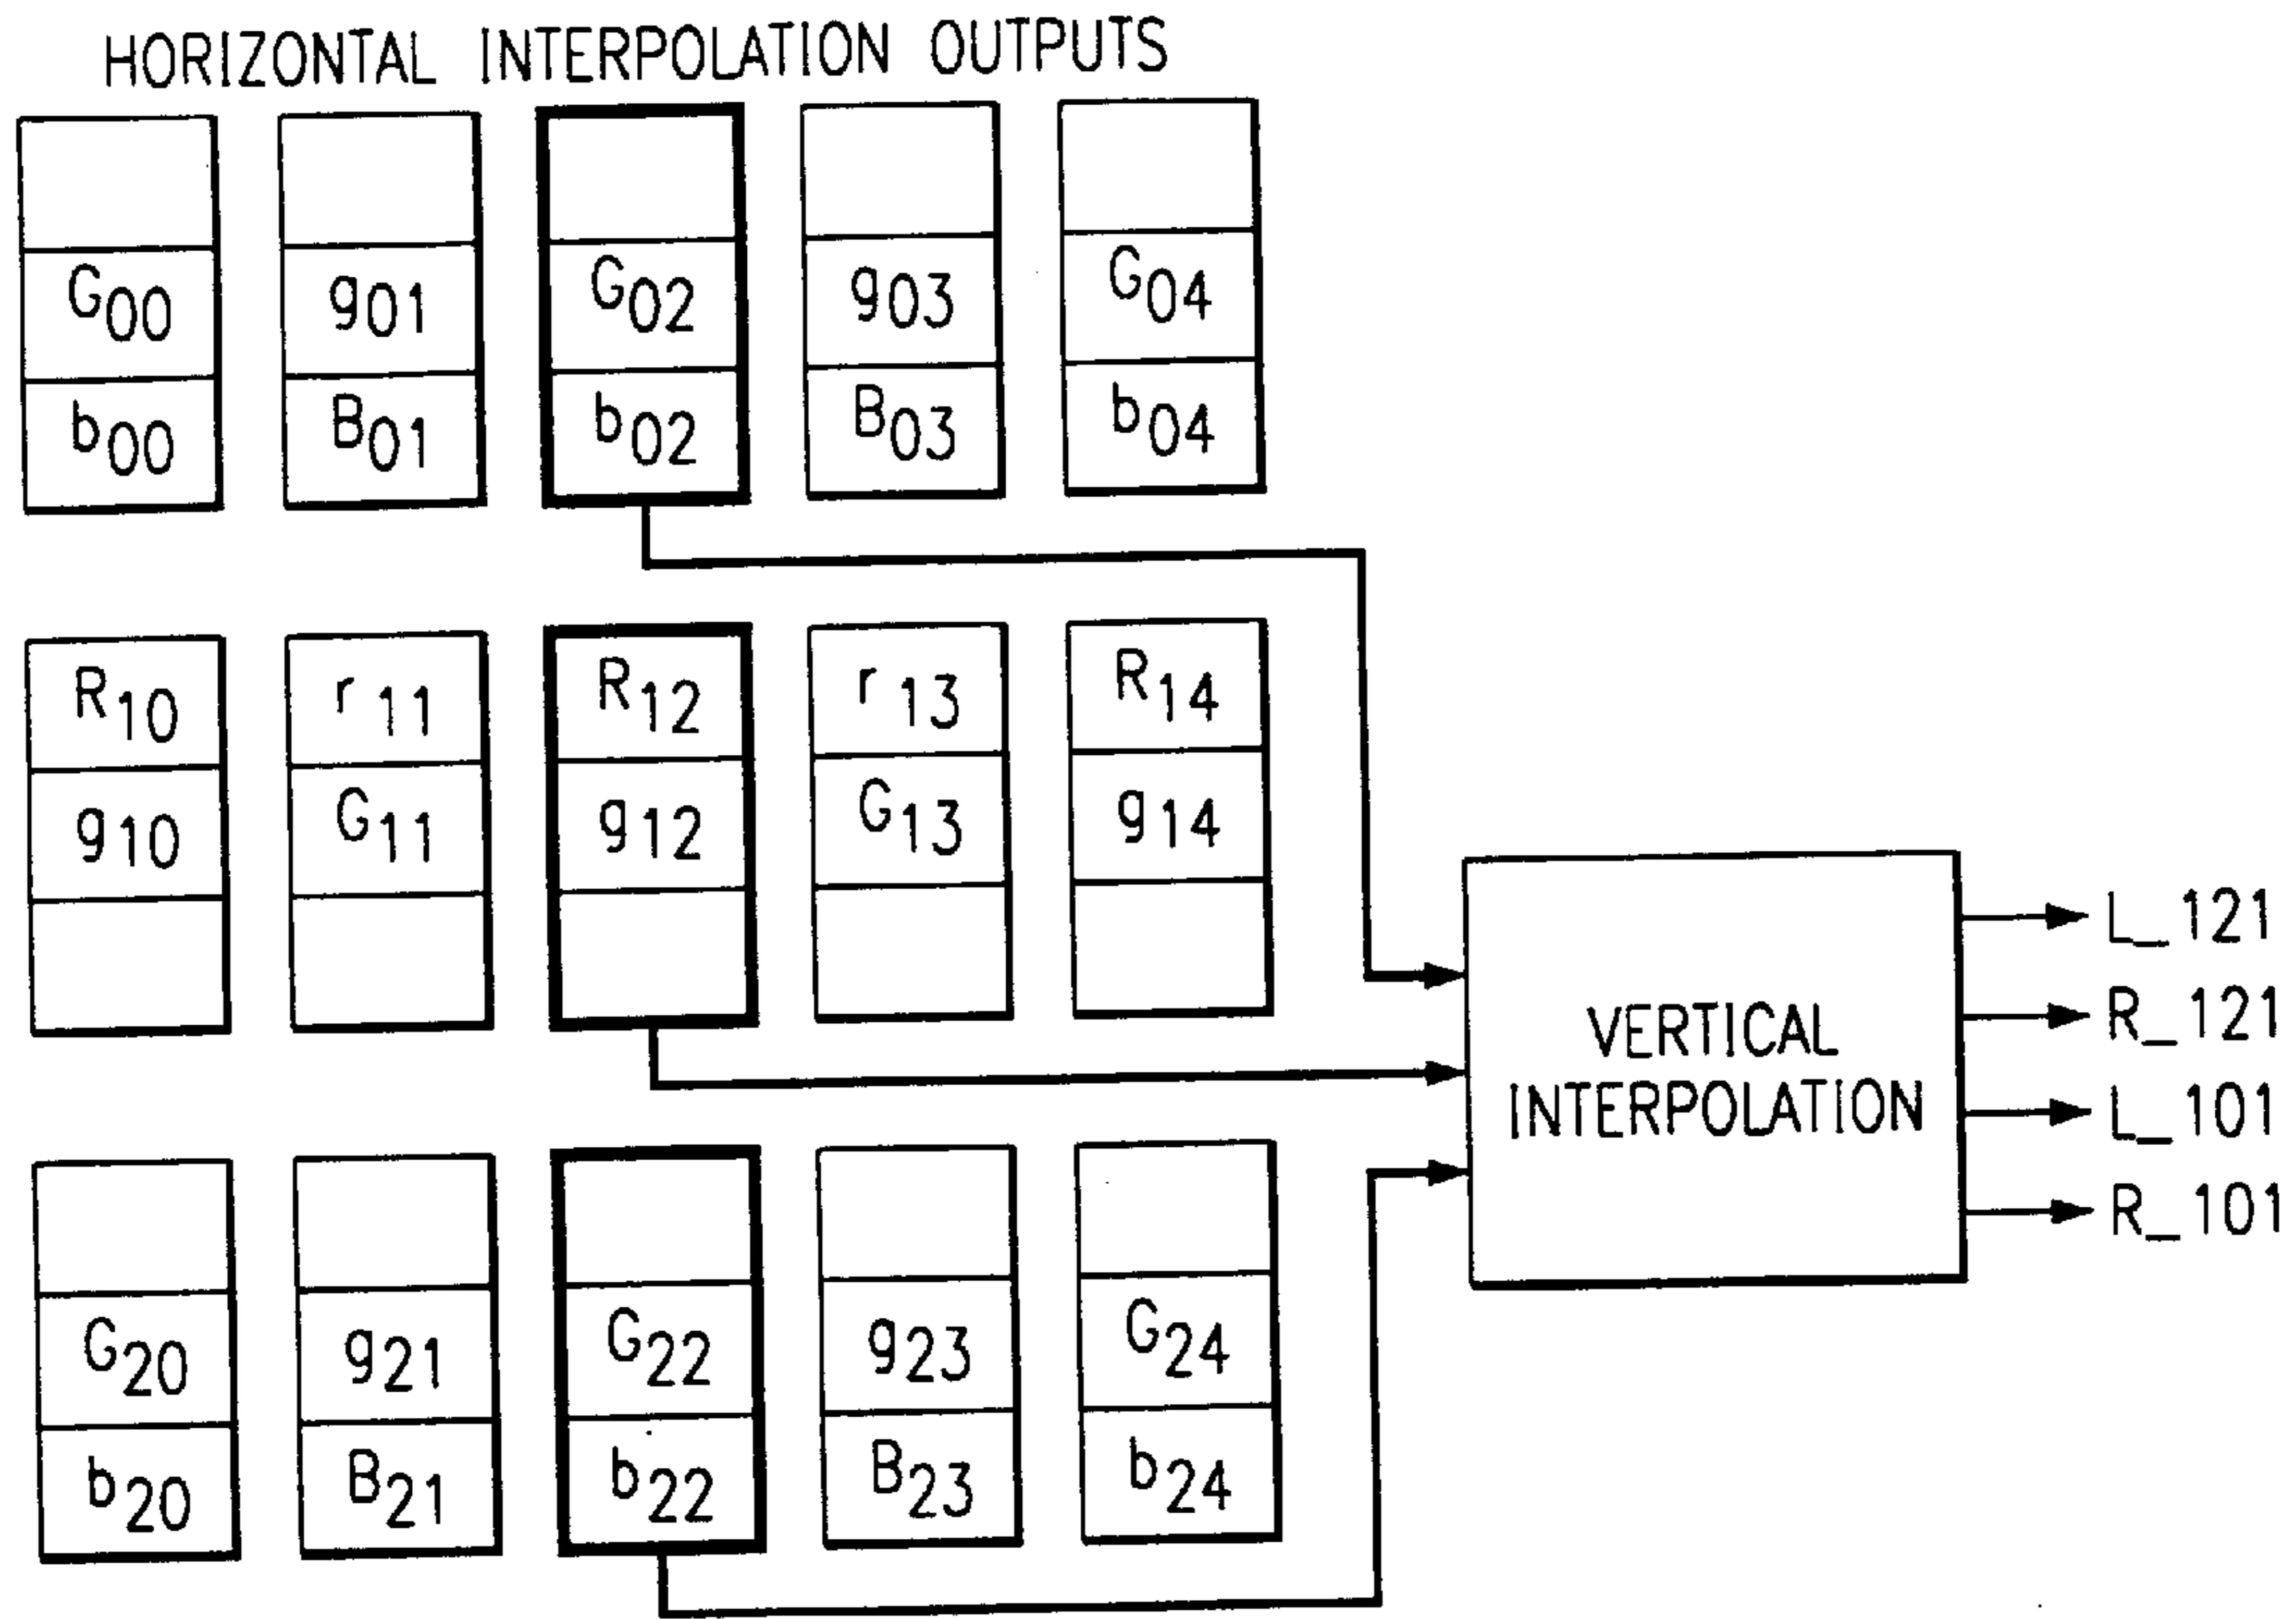 HORIZONTAL INTERPOLATION OUTPUTS
G00 g01 G02 g03 G04
b00 B01 b02 B03 b04
R10 r11 R12 r13 R14
g10 G11 g12 G13 g14
L_121
R_121
VERTICAL
INTERPOLATION
L_101
R_101
G20 g21 G22 g23 G24
b20 B21 b22 B23 b24